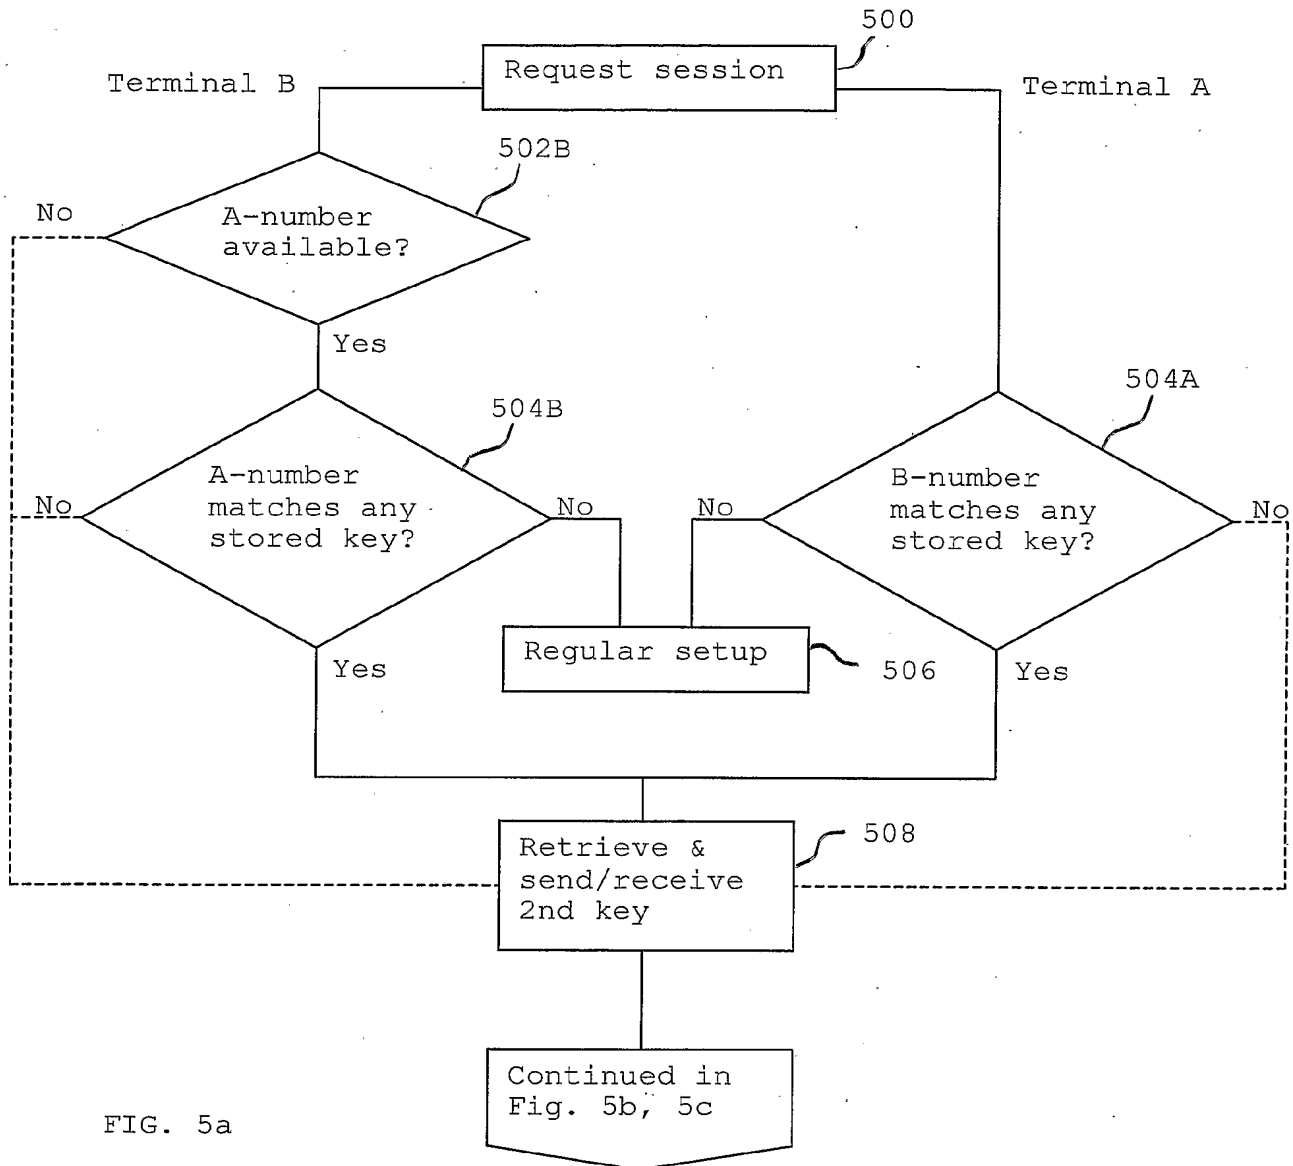 500
Request session
Terminal B
Terminal A
502B
No
A-number
available?
Yes
504B
504A
A-number
matches any
stored key?
No
No
B-number
matches any
stored key?
No
No
Regular setup
506
Yes
Yes
508
Retrieve &
send/receive
2nd key
Continued in
Fig. 5b, 5c
FIG. 5a